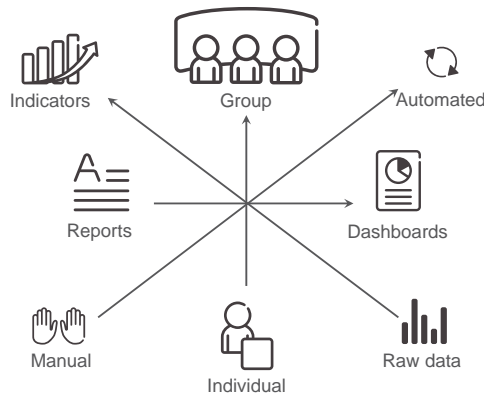 Indicators
Group
Automated
A
Reports
Dashboards
Manual
Individual
Raw data